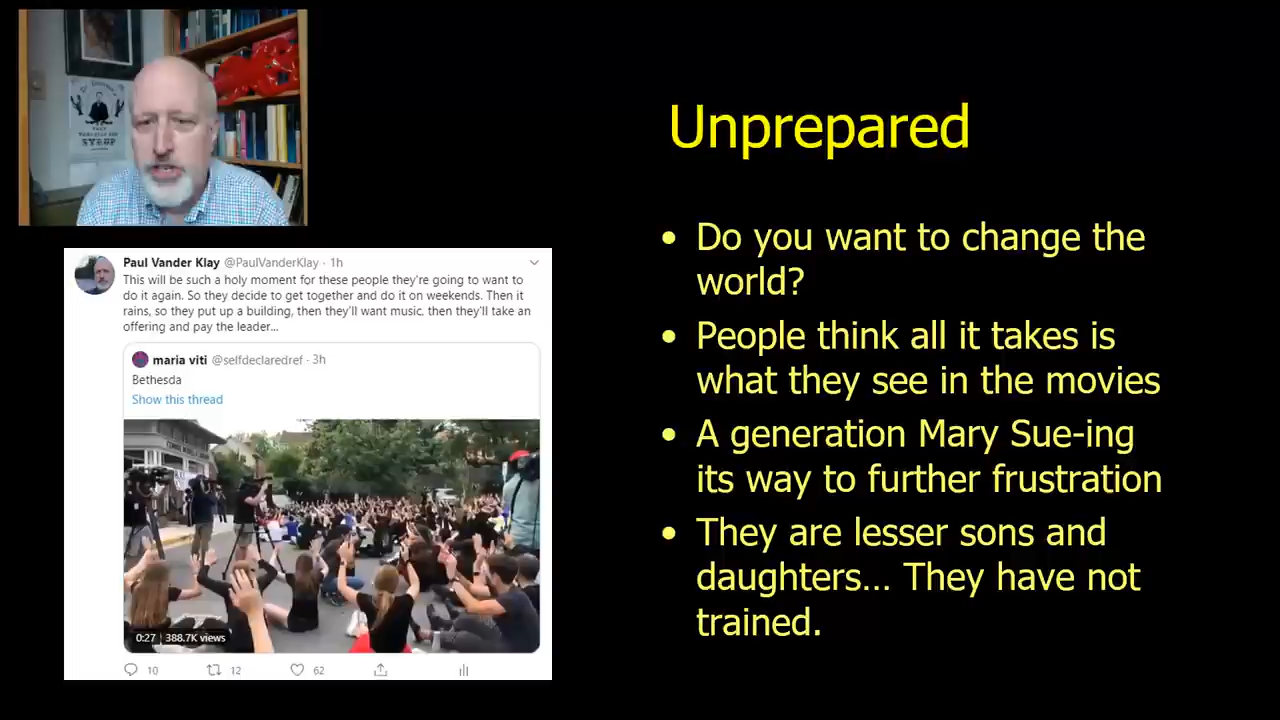 SYRUP
Unprepared
• Do you want to change the
world?
• People think all it takes is
what they see in the movies
• A generation Mary Sue-ing
its way to further frustration
• They are lesser sons and
daughters... They have not
trained.
Paul Vander Klay @PaulVanderKlay · 1h
This will be such a holy moment for these people they're going to want to
do it again. So they decide to get together and do it on weekends. Then it
rains, so they put up a building, then they'll want music, then they'll take an
offering and pay the leader...
maria viti @selfdeclaredref · 3h
Bethesda
Show this thread
0:27 | 388.7K views
10 12 62